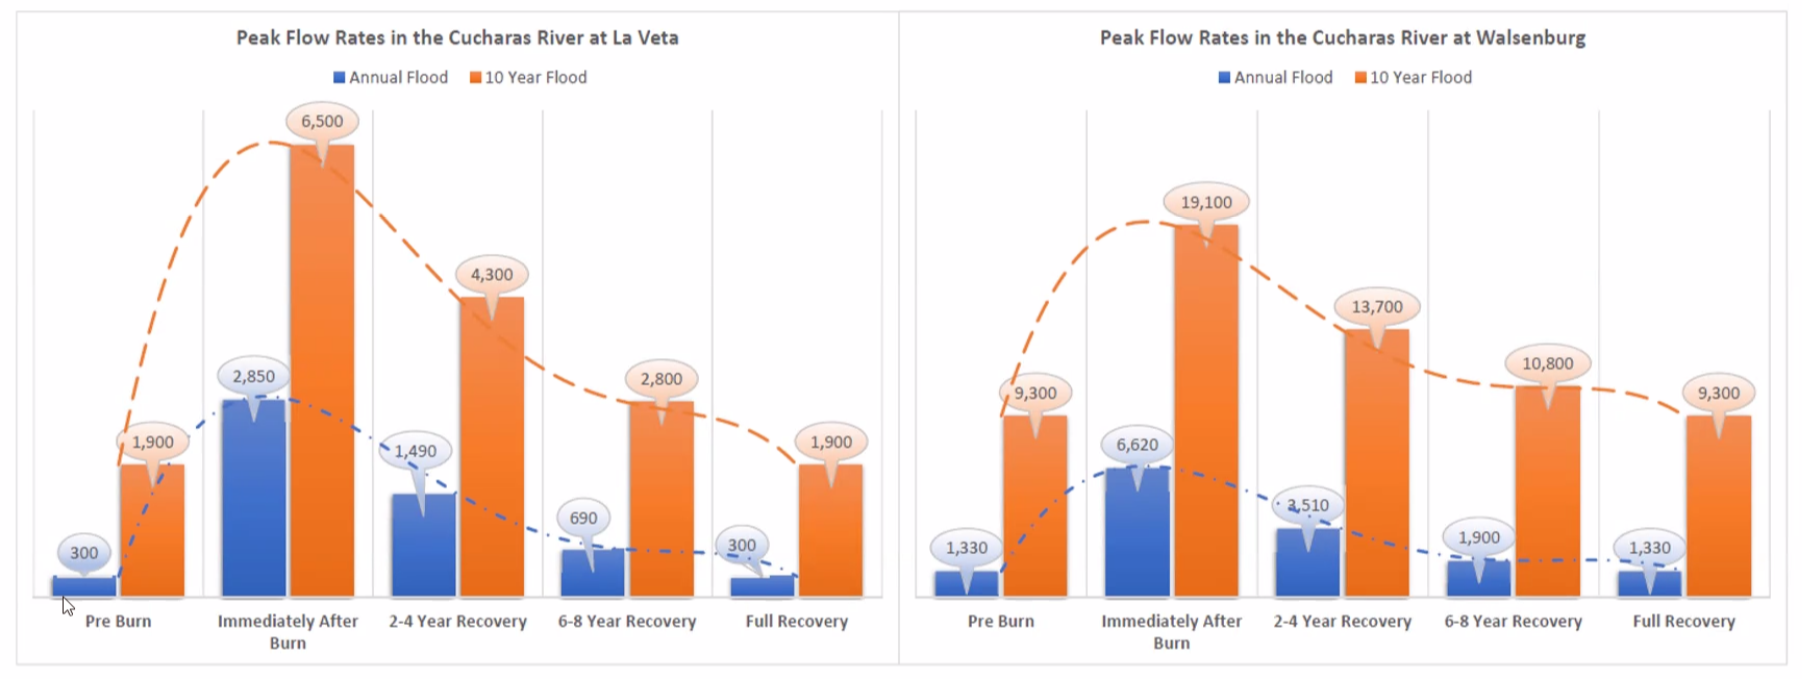 Peak Flow Rates in the Cucharas River at La Veta
Annual Flood 10 Year Flood
6,500
4,300
2,850
2,800
1,900
1,490
1,900
690
300
300
Pre Burn
Immediately After
Burn
2-4 Year Recovery
6-8 Year Recovery
Full Recovery
Peak Flow Rates in the Cucharas River at Walsenburg
Annual Flood 10 Year Flood
19,100
13,700
10,800
9,300
9,300
6,620
3,510
1,900
1,330
1,330
Pre Burn
Immediately After
Burn
2-4 Year Recovery
6-8 Year Recovery
Full Recovery